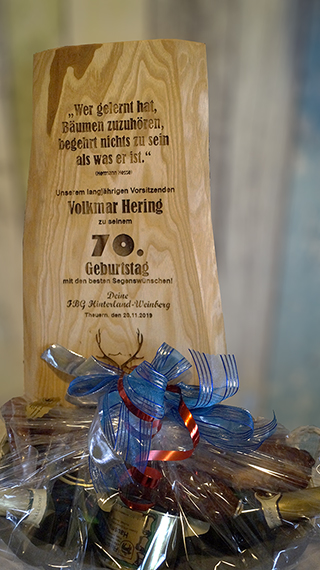 „Wer gelernt hat,
Bäumen zuzuhören,
begehrt nichts zu sein
als was er ist.“
(Hermann Hesse)
Unserem langjährigen Vorsitzenden
Volkmar Hering
zu seinem
70.
Geburtstag
mit den besten Segenswünschen!
Deine
FBG Hinterland-Weinberg
Theuern, den 20.11.2019